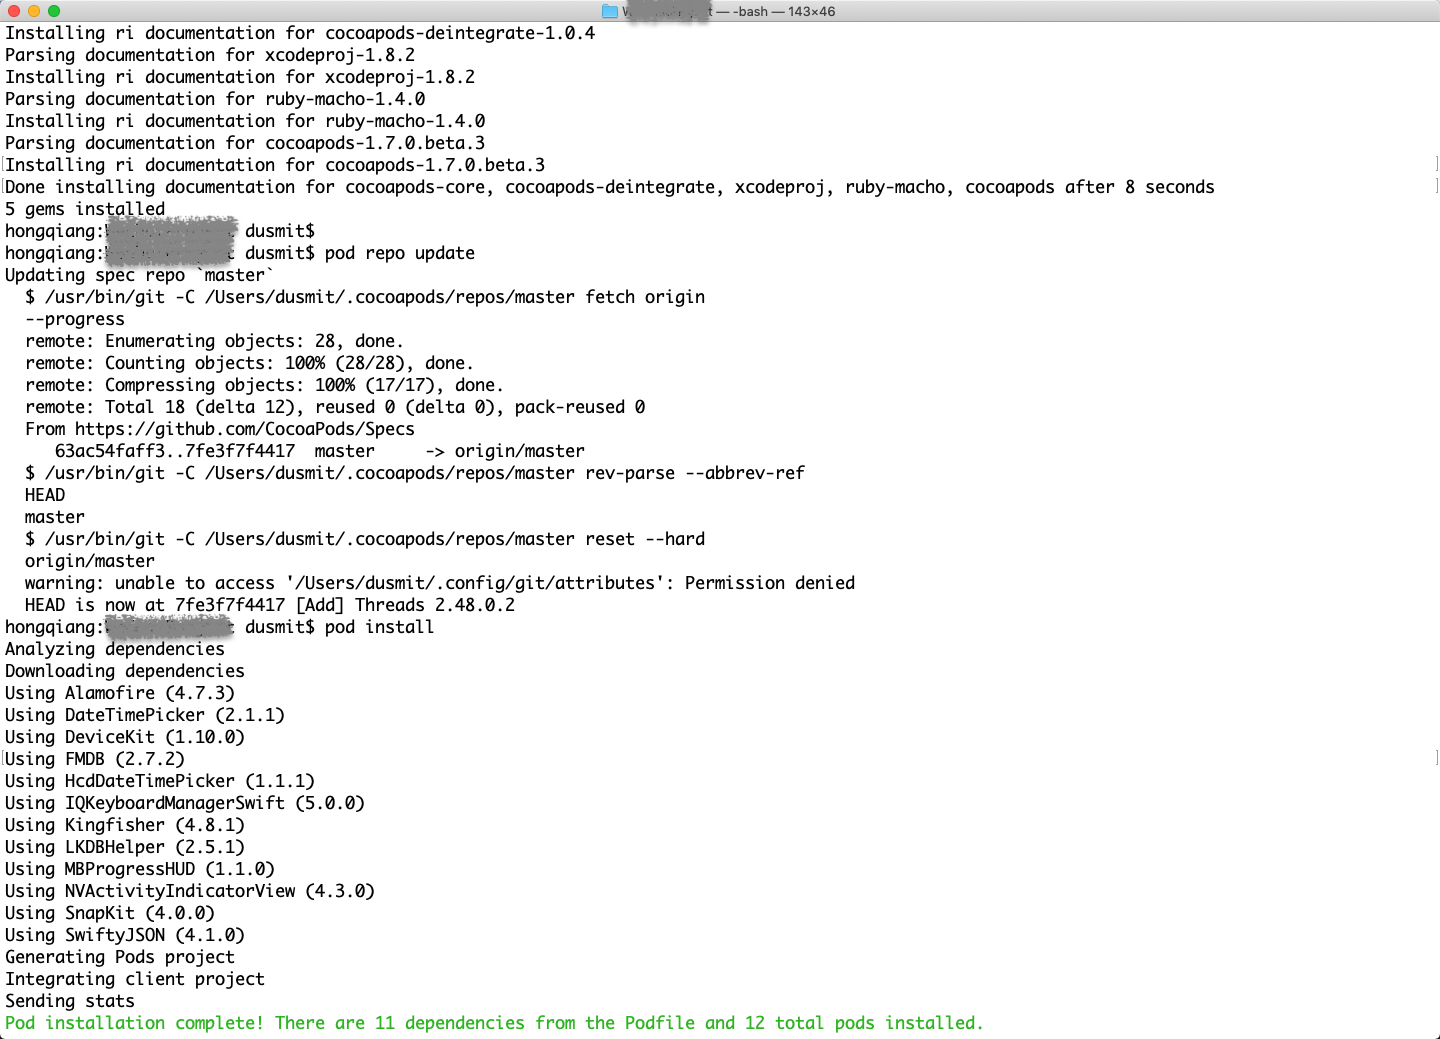 — -bash — 143×46
Installing ri documentation for cocoapods-deintegrate-1.0.4
Parsing documentation for xcodeproj-1.8.2
Installing ri documentation for xcodeproj-1.8.2
Parsing documentation for ruby-macho-1.4.0
Installing ri documentation for ruby-macho-1.4.0
Parsing documentation for cocoapods-1.7.0.beta.3
Installing ri documentation for cocoapods-1.7.0.beta.3
Done installing documentation for cocoapods-core, cocoapods-deintegrate, xcodeproj, ruby-macho, cocoapods after 8 seconds
5 gems installed
hongqiang: dusmit$
hongqiang: dusmit$ pod repo update
Updating spec repo `master`
$ /usr/bin/git -C /Users/dusmit/.cocoapods/repos/master fetch origin
--progress
remote: Enumerating objects: 28, done.
remote: Counting objects: 100% (28/28), done.
remote: Compressing objects: 100% (17/17), done.
remote: Total 18 (delta 12), reused 0 (delta 0), pack-reused 0
From https://github.com/CocoaPods/Specs
63ac54faff3..7fe3f7f4417  master     -> origin/master
$ /usr/bin/git -C /Users/dusmit/.cocoapods/repos/master rev-parse --abbrev-ref
HEAD
master
$ /usr/bin/git -C /Users/dusmit/.cocoapods/repos/master reset --hard
origin/master
warning: unable to access '/Users/dusmit/.config/git/attributes': Permission denied
HEAD is now at 7fe3f7f4417 [Add] Threads 2.48.0.2
hongqiang: dusmit$ pod install
Analyzing dependencies
Downloading dependencies
Using Alamofire (4.7.3)
Using DateTimePicker (2.1.1)
Using DeviceKit (1.10.0)
Using FMDB (2.7.2)
Using HcdDateTimePicker (1.1.1)
Using IQKeyboardManagerSwift (5.0.0)
Using Kingfisher (4.8.1)
Using LKDBHelper (2.5.1)
Using MBProgressHUD (1.1.0)
Using NVActivityIndicatorView (4.3.0)
Using SnapKit (4.0.0)
Using SwiftyJSON (4.1.0)
Generating Pods project
Integrating client project
Sending stats
Pod installation complete! There are 11 dependencies from the Podfile and 12 total pods installed.